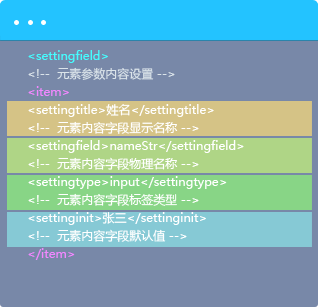 <settingfield>
<!-- 元素参数内容设置 -->
<item>
<settingtitle>姓名</settingtitle>
<!-- 元素内容字段显示名称 -->
<settingfield>nameStr</settingfield>
<!-- 元素内容字段物理名称 -->
<settingtype>input</settingtype>
<!-- 元素内容字段标签类型 -->
<settinginit>张三</settinginit>
<!-- 元素内容字段默认值 -->
</item>